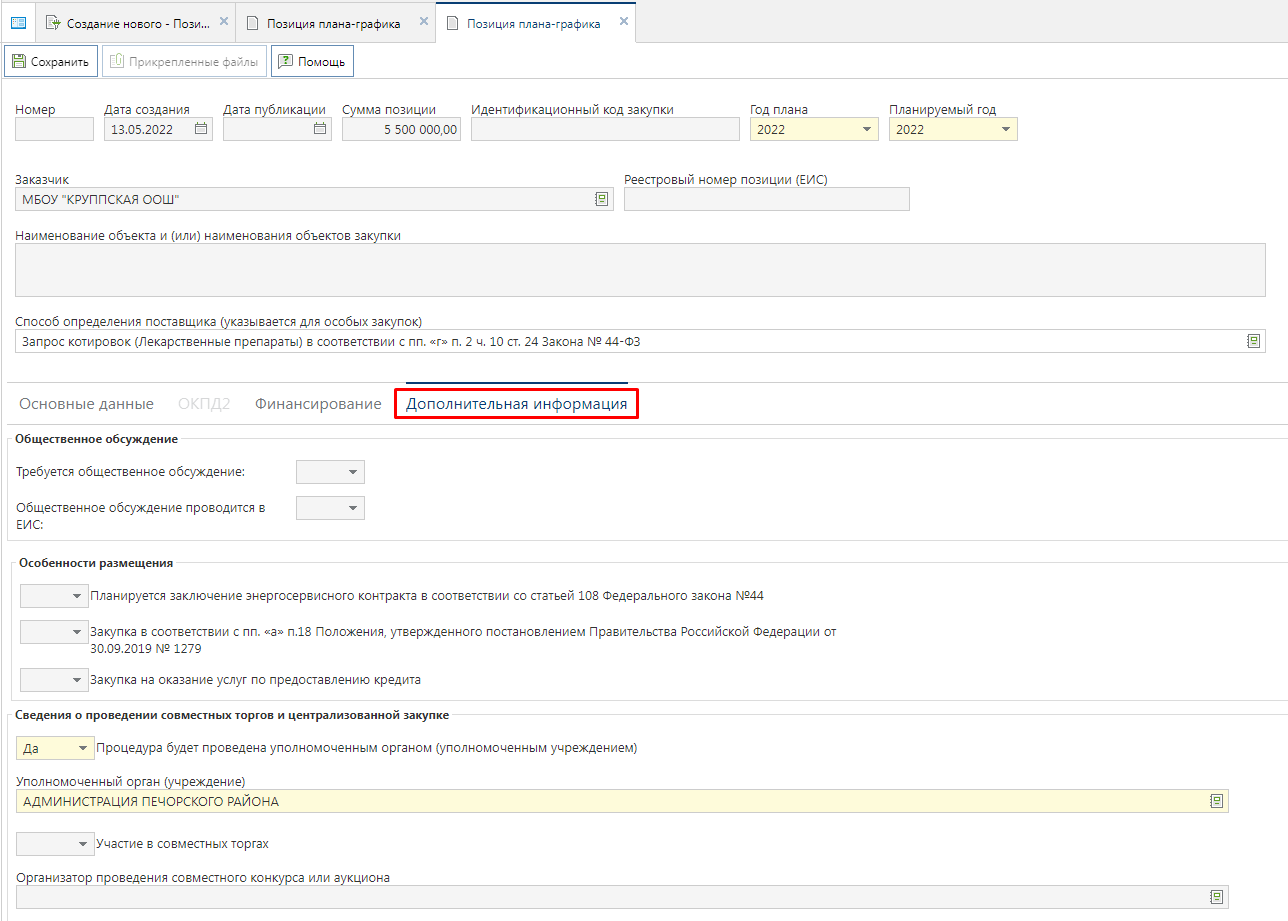 Создание нового - Пози... Позиция плана-графика Позиция плана-графика
Сохранить Прикрепленные файлы Помощь
Номер Дата создания Дата публикации Сумма позиции Идентификационный код закупки Год плана Планируемый год
13.05.2022 5 500 000,00 2022 2022
Заказчик Реестровый номер позиции (ЕИС)
МБОУ "КРУППСКАЯ ООШ"
Наименование объекта и (или) наименования объектов закупки
Способ определения поставщика (указывается для особых закупок)
Запрос котировок (Лекарственные препараты) в соответствии с пп. «г» п. 2 ч. 10 ст. 24 Закона № 44-ФЗ
Основные данные ОКПД2 Финансирование Дополнительная информация
Общественное обсуждение
Требуется общественное обсуждение:
Общественное обсуждение проводится в
ЕИС:
Особенности размещения
Планируется заключение энергосервисного контракта в соответствии со статьей 108 Федерального закона №44
Закупка в соответствии с пп. «а» п.18 Положения, утвержденного постановлением Правительства Российской Федерации от
30.09.2019 № 1279
Закупка на оказание услуг по предоставлению кредита
Сведения о проведении совместных торгов и централизованной закупке
Да Процедура будет проведена уполномоченным органом (уполномоченным учреждением)
Уполномоченный орган (учреждение)
АДМИНИСТРАЦИЯ ПЕЧОРСКОГО РАЙОНА
Участие в совместных торгах
Организатор проведения совместного конкурса или аукциона